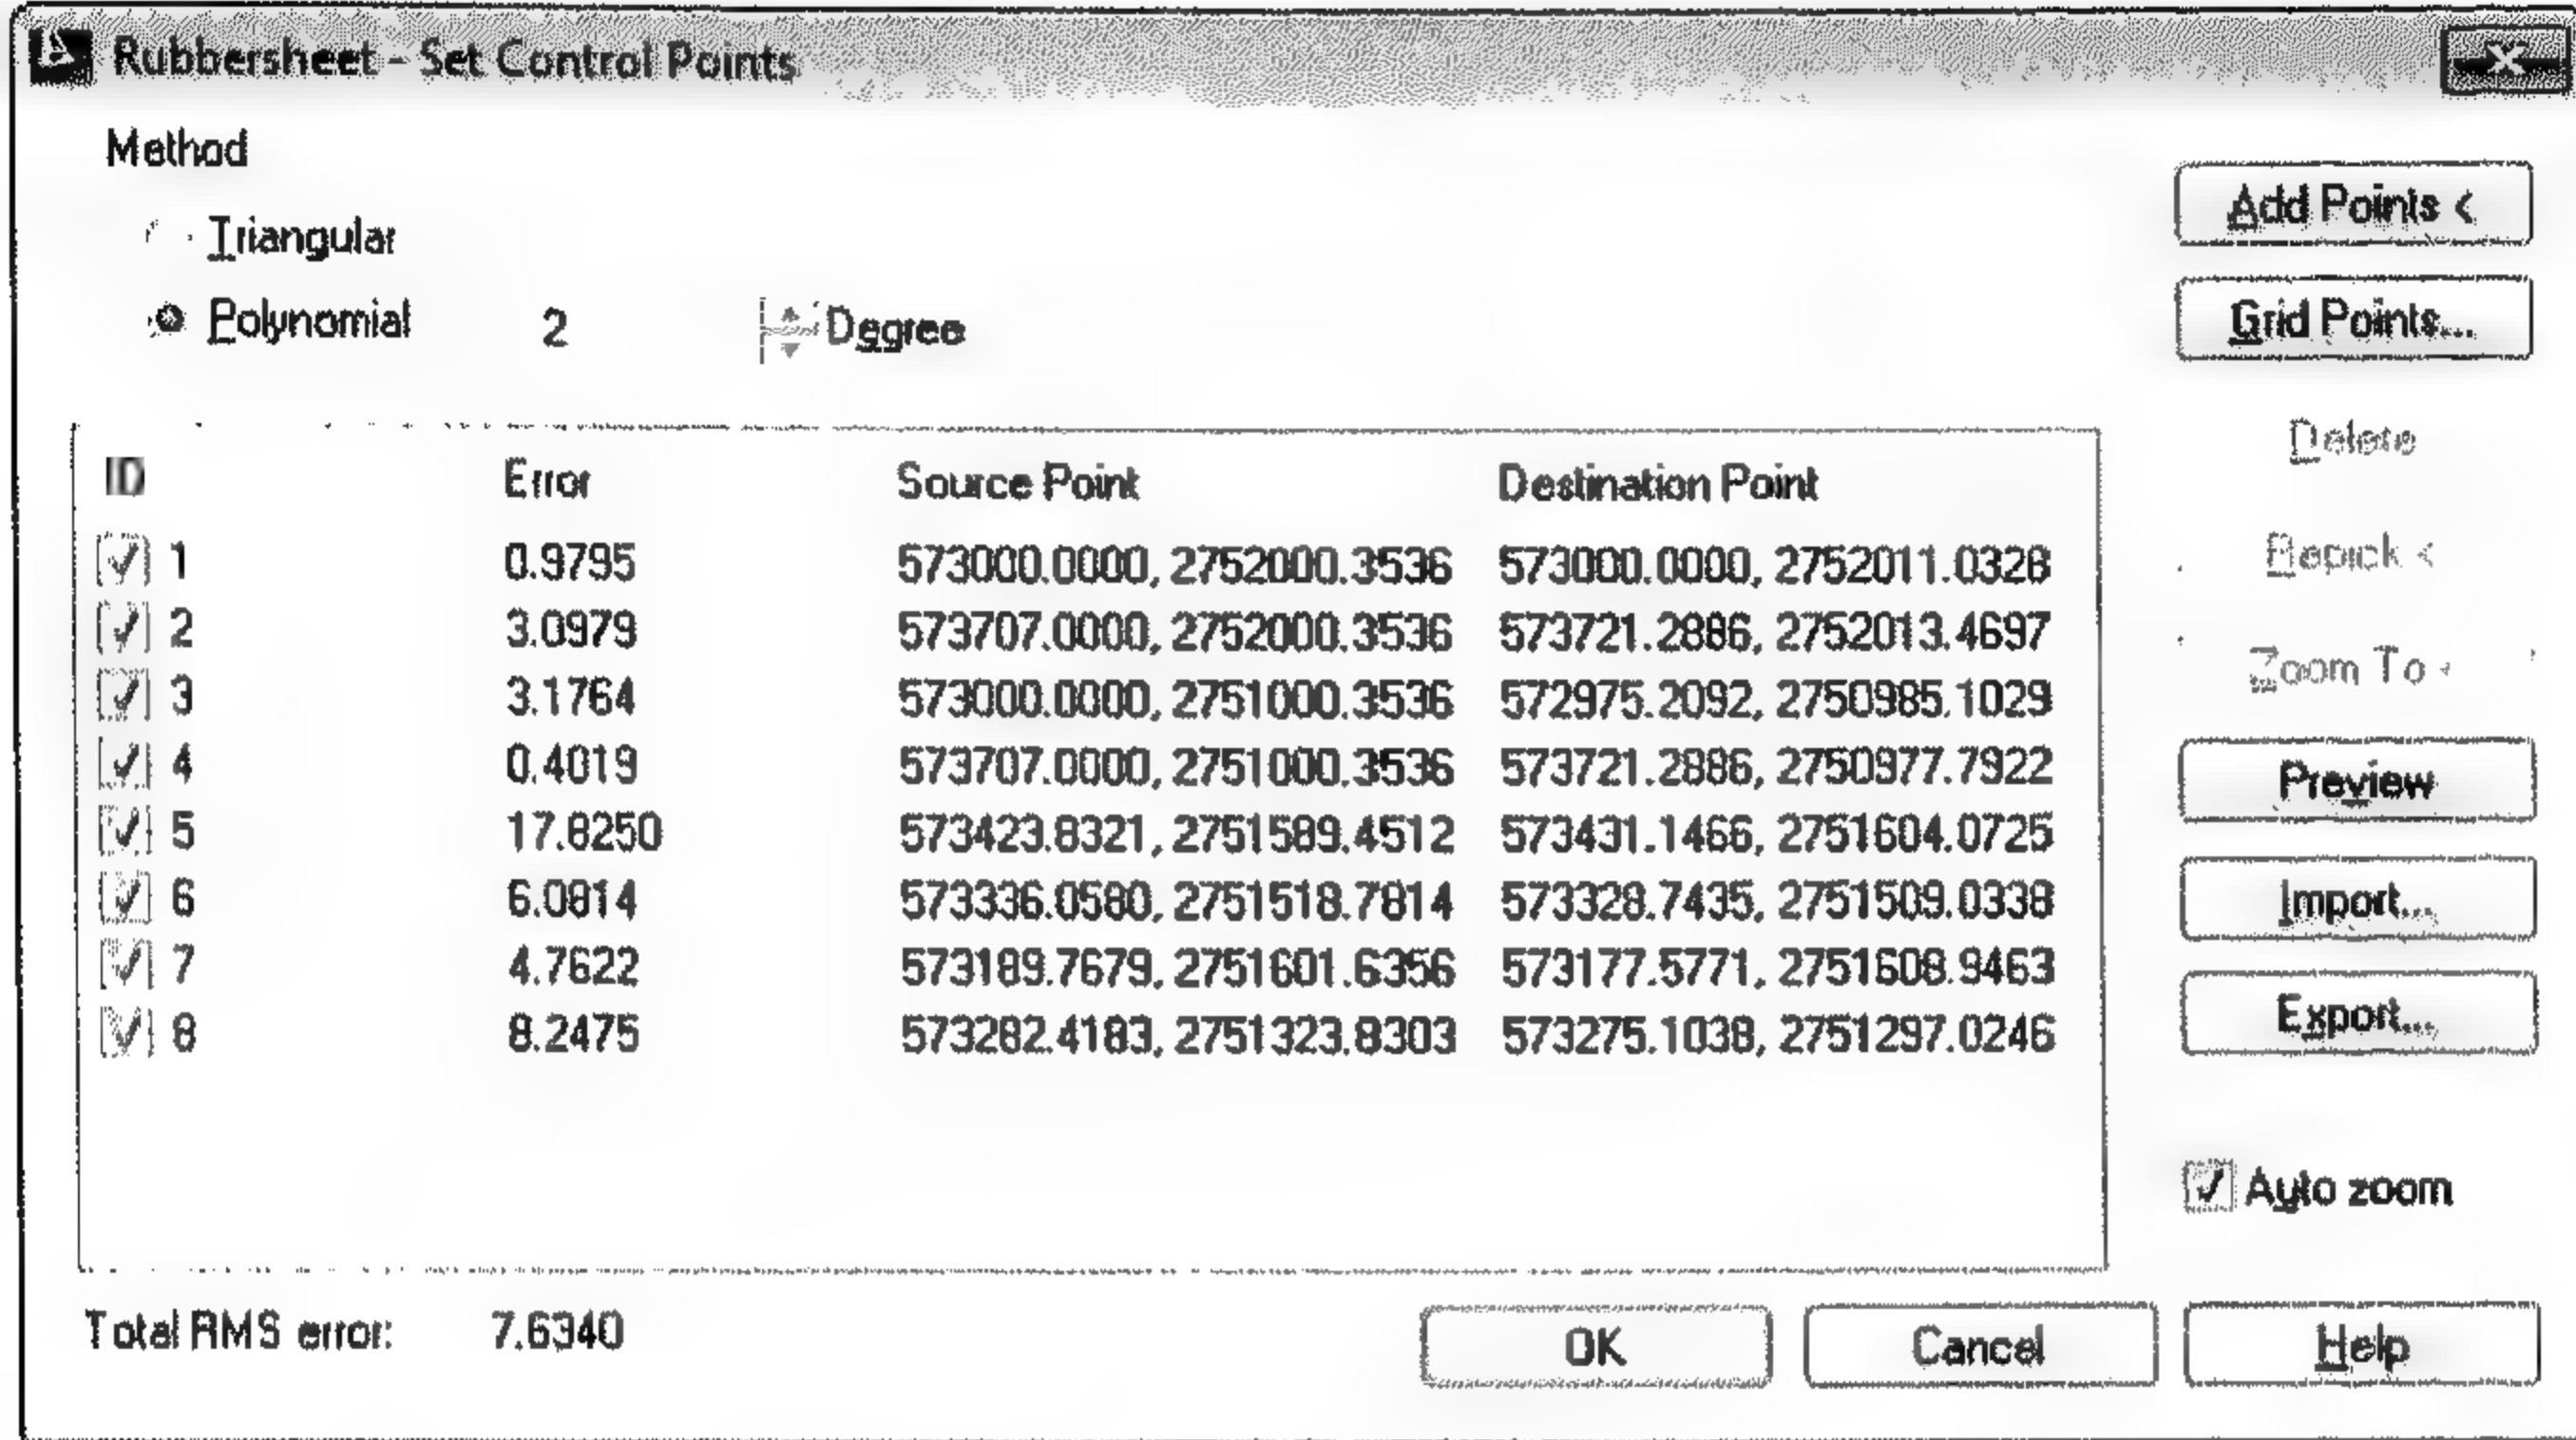 Rubbersheet - Set Control Points
Method
Triangular
Polynomial 2 Degree
Add Points <
Grid Points...
Delete
Repick <
Zoom To <
Preview
Import...
Export...
Auto zoom
ID Error Source Point Destination Point
1 0.9795 573000.0000, 2752000.3536 573000.0000, 2752011.0328
2 3.0979 573707.0000, 2752000.3536 573721.2886, 2752013.4697
3 3.1764 573000.0000, 2751000.3536 572975.2092, 2750985.1029
4 0.4019 573707.0000, 2751000.3536 573721.2886, 2750977.7922
5 17.8250 573423.8321, 2751589.4512 573431.1466, 2751604.0725
6 6.0814 573336.0580, 2751518.7814 573328.7435, 2751509.0338
7 4.7622 573189.7679, 2751601.6356 573177.5771, 2751608.9463
8 8.2475 573282.4183, 2751323.8303 573275.1038, 2751297.0246
Total RMS error: 7.6340
OK Cancel Help